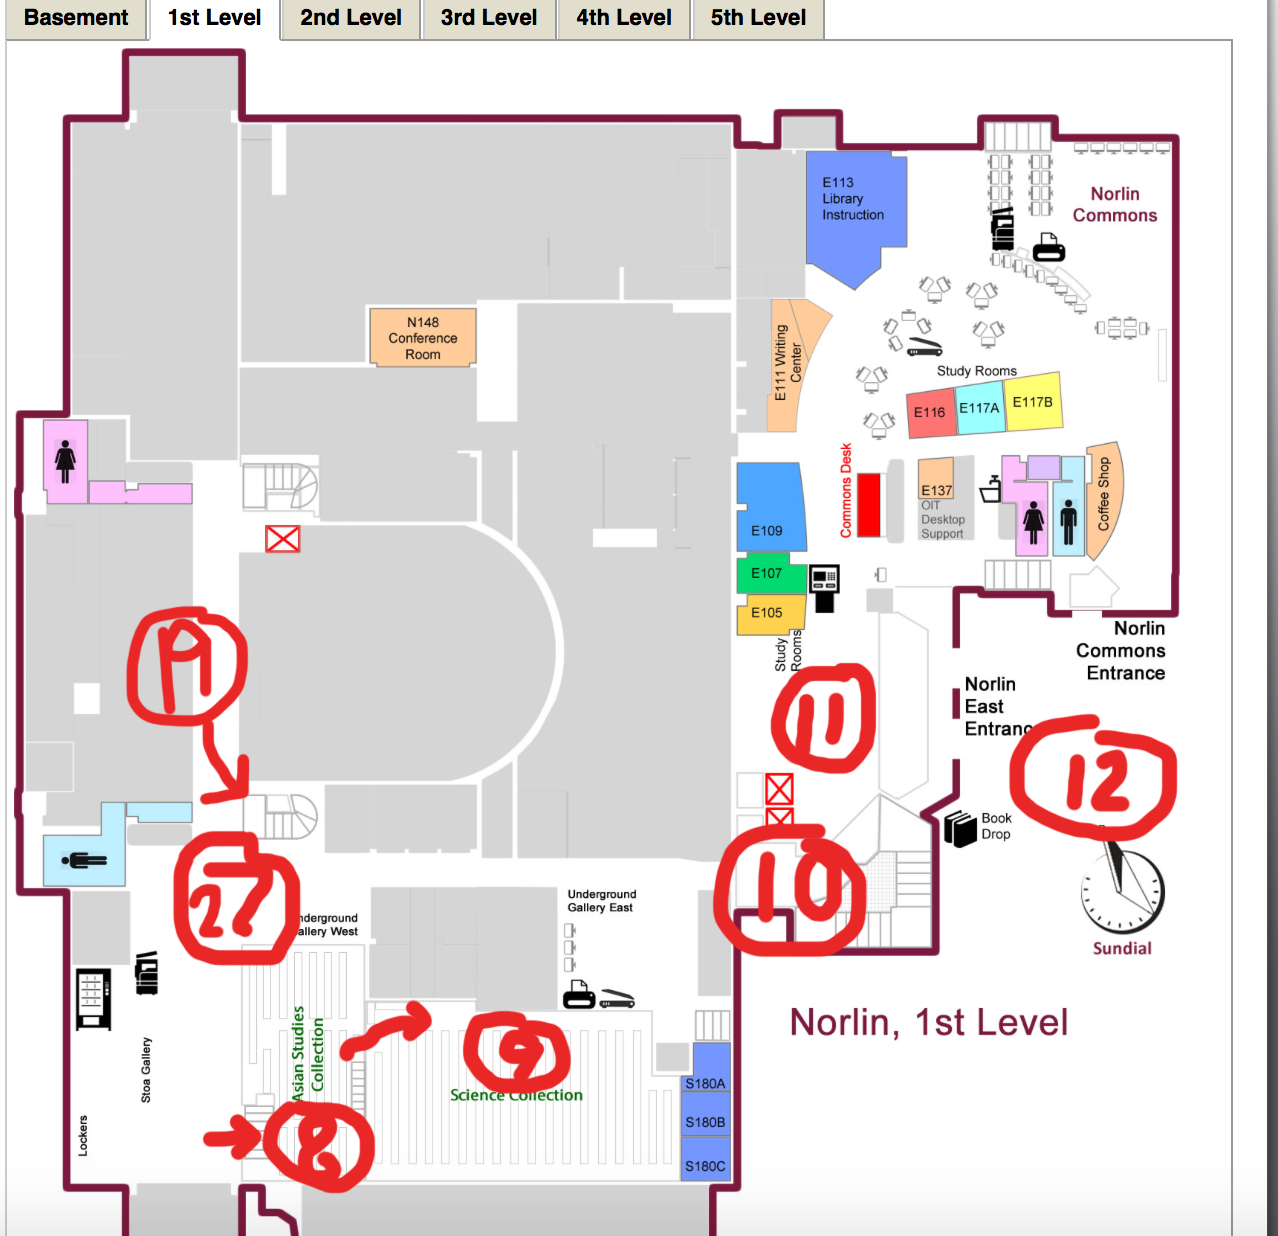 Basement
1st Level
2nd Level
3rd Level
4th Level
5th Level
E113
Library
Instruction
Norlin
Commons
N148
Conference
Room
E111 Writing
Center
Study Rooms
E116
E117A
E117B
Commons Desk
E137
OIT
Desktop
Support
Coffee Shop
E109
E107
E105
Study
Rooms
Norlin
Commons
Entrance
Norlin
East
Entranc
19
11
12
Book
Drop
10
27
Sundial
Underground
Gallery East
nderground
allery West
Norlin, 1st Level
Stoa Gallery
Lockers
Asian Studies
Collection
9
Science Collection
8
S180A
S180B
S180C